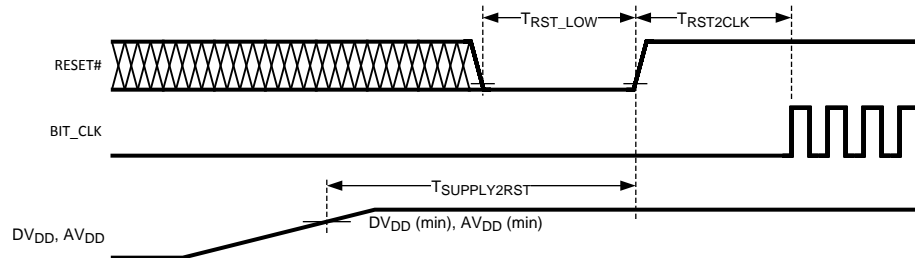 TRST_LOW
TRST2CLK
RESET#
BIT_CLK
TSUPPLY2RST
DVDD, AVDD
DVDD (min), AVDD (min)